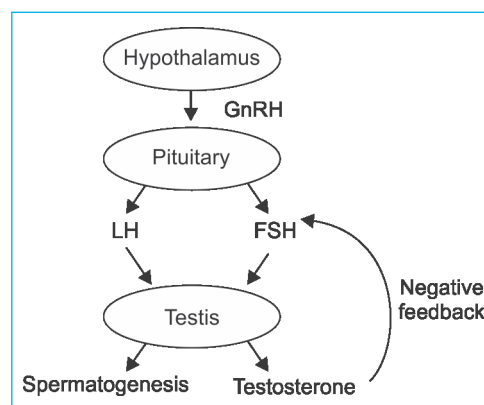 Hypothalamus
GnRH
Pituitary
LH
FSH
Negative
feedback
Testis
Spermatogenesis
Testosterone